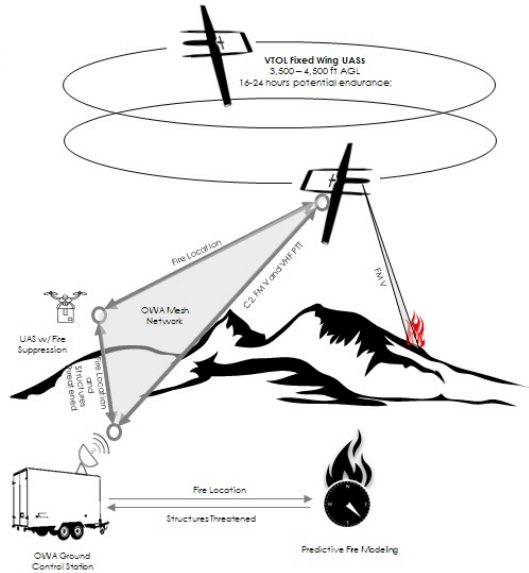 VTOL Fixed Wing UASs
3,500 – 4,500 ft AGL
16-24 hours potential endurance;
Fire Location
C2, FMV and VHF PTT
FMV
OWA Mesh
Network
UAS w/ Fire
Suppression
Fire Location
and
Structures
Threatened
N
Fire Location
Structures Threatened
OWA Ground
Control Station
Predictive Fire Modeling